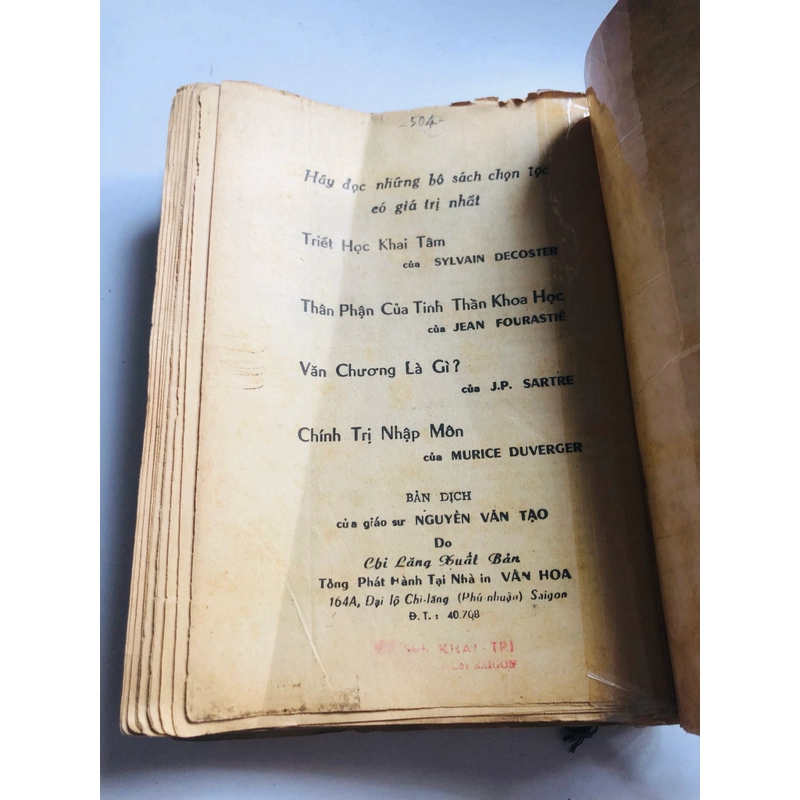 -504-
Hãy đọc những bô sách chọn lọc
có giá trị nhất
Triết Học Khai Tâm
của SYLVAIN DECOSTER
Thân Phận Của Tinh Thần Khoa Học
của JEAN FOURASTIÉ
Văn Chương Là Gì?
của J.P. SARTRE
Chính Trị Nhập Môn
của MURICE DUVERGER
BẢN DỊCH
của giáo sư NGUYỄN VĂN TẠO
Do
Chi Lăng Xuất Bản
Tổng Phát Hành Tại Nhà in VĂN HOA
164A, Đại lộ Chi-lăng (Phú nhuận) Saigon
Đ.T.: 40.798
KHAI-TRÍ
SAIGON